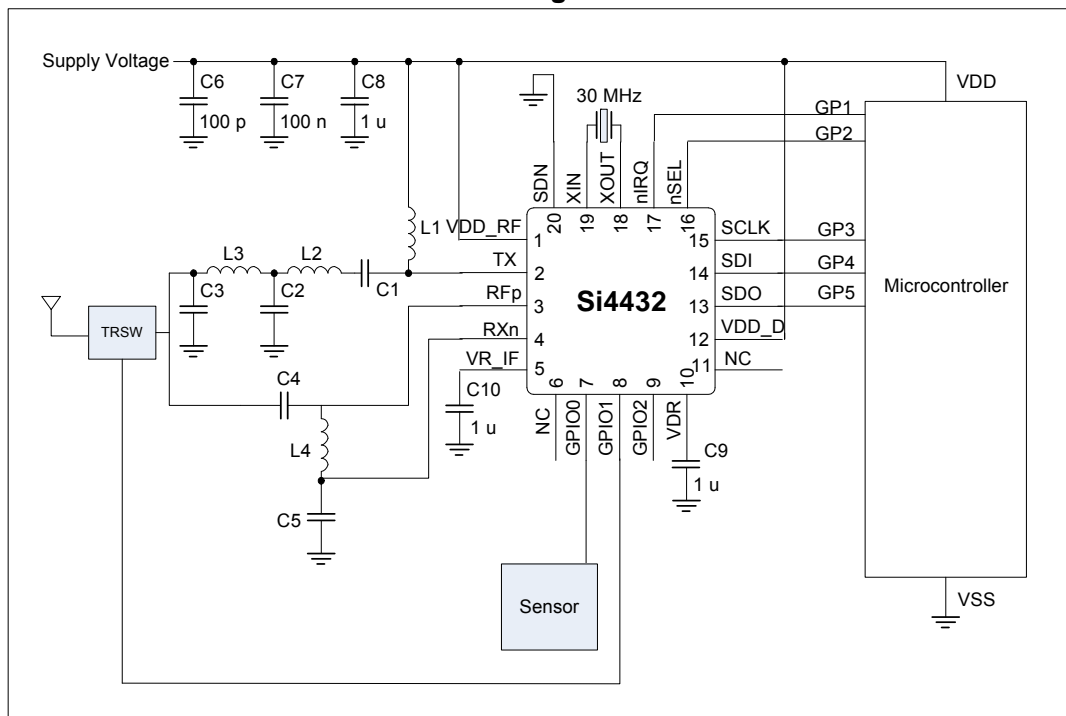 Supply Voltage
C6
100 p
C7
100 n
C8
1 u
VDD
30 MHz
GP1
GP2
SDN
XIN
XOUT
nIRQ
nSEL
20
19
18
17
16
L1
VDD_RF
1
15
SCLK
GP3
L3
L2
C1
TX
2
14
SDI
GP4
C3
C2
RFp
3
Si4432
13
SDO
GP5
Microcontroller
TRSW
RXn
4
12
VDD_D
VR_IF
5
11
NC
C4
C10
1 u
6
7
8
9
10
NC
GPIO0
GPIO1
GPIO2
VDR
L4
C9
1 u
C5
Sensor
VSS